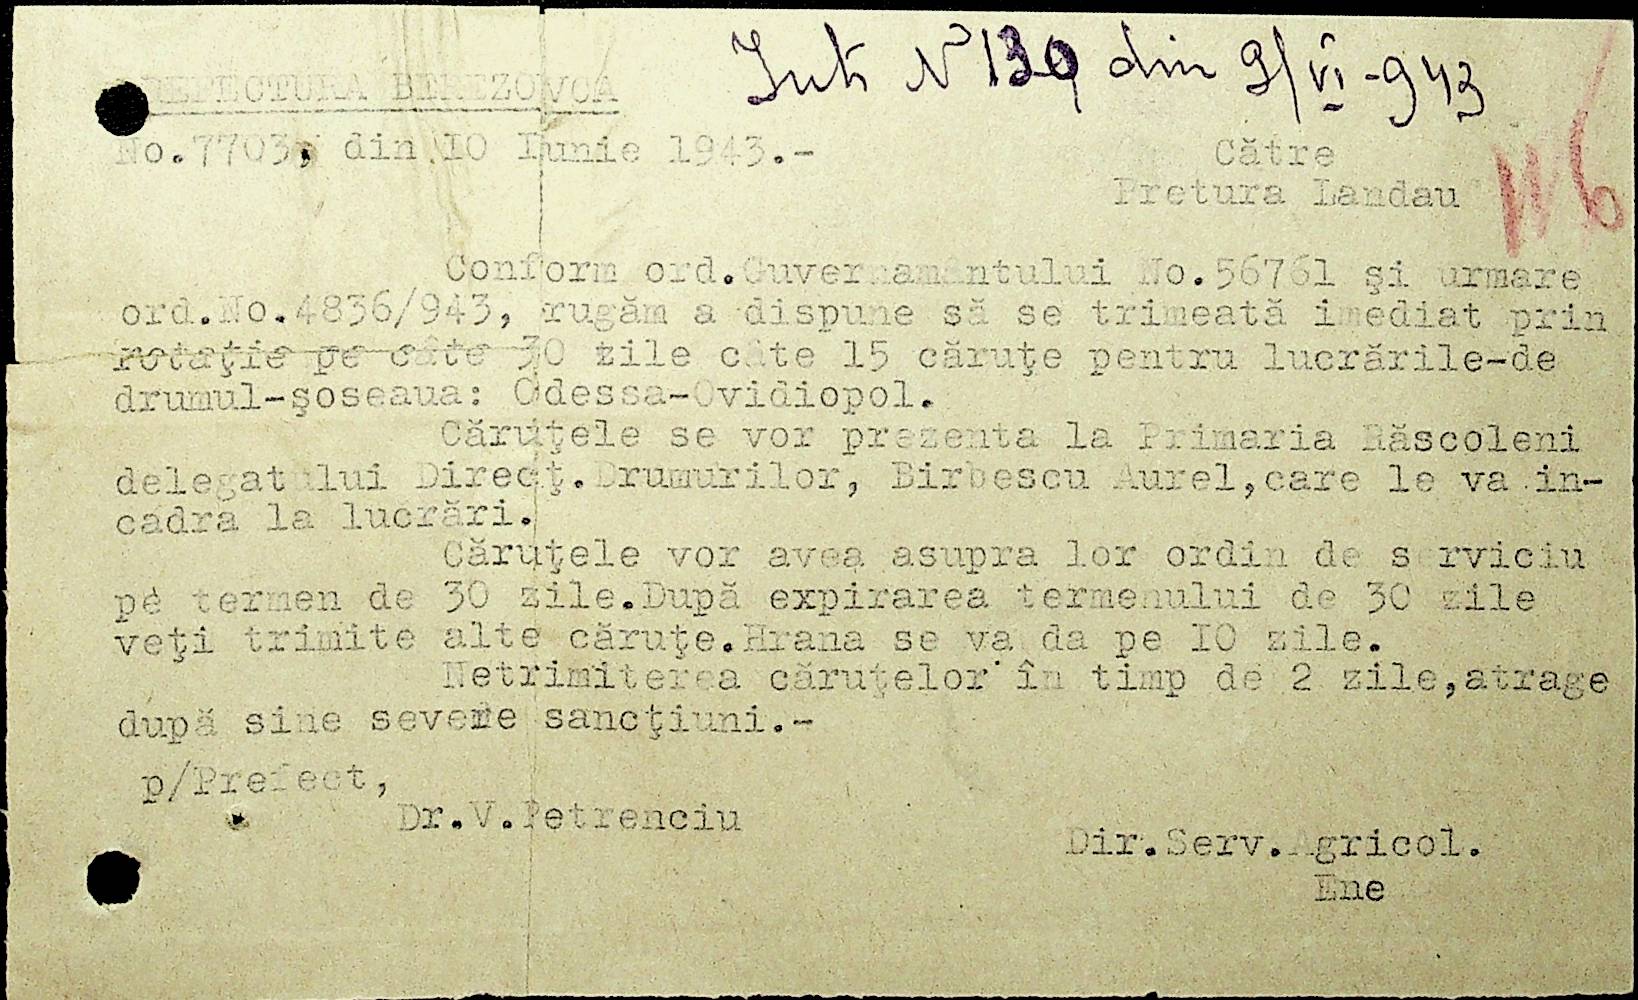 Intr N° 139 din 9/VI-943
PREFECTURA BEREZOVCA
No.7703, din 10 Iunie 1943.-
Către
Pretura Landau
Conform ord.Guvernamântului No.56761 şi urmare
ord.No.4836/943, rugăm a dispune să se trimeată imediat prin
rotaţie pe câte 30 zile câte 15 căruţe pentru lucrările-de
drumul-şoseaua: Odessa-Ovidiopol.
Căruţele se vor prezenta la Primaria Răscoleni
delegatului Direcţ.Drumurilor, Birbescu Aurel,care le va in-
cadra la lucrări.
Căruţele vor avea asupra lor ordin de serviciu
pe termen de 30 zile.După expirarea termenului de 30 zile
veţi trimite alte căruţe.Hrana se va da pe IO zile.
Netrimiterea căruţelor în timp de 2 zile,atrage
după sine severe sancţiuni.-
p/Prefect,
Dr.V.Petrenciu
Dir.Serv.Agricol.
Ene